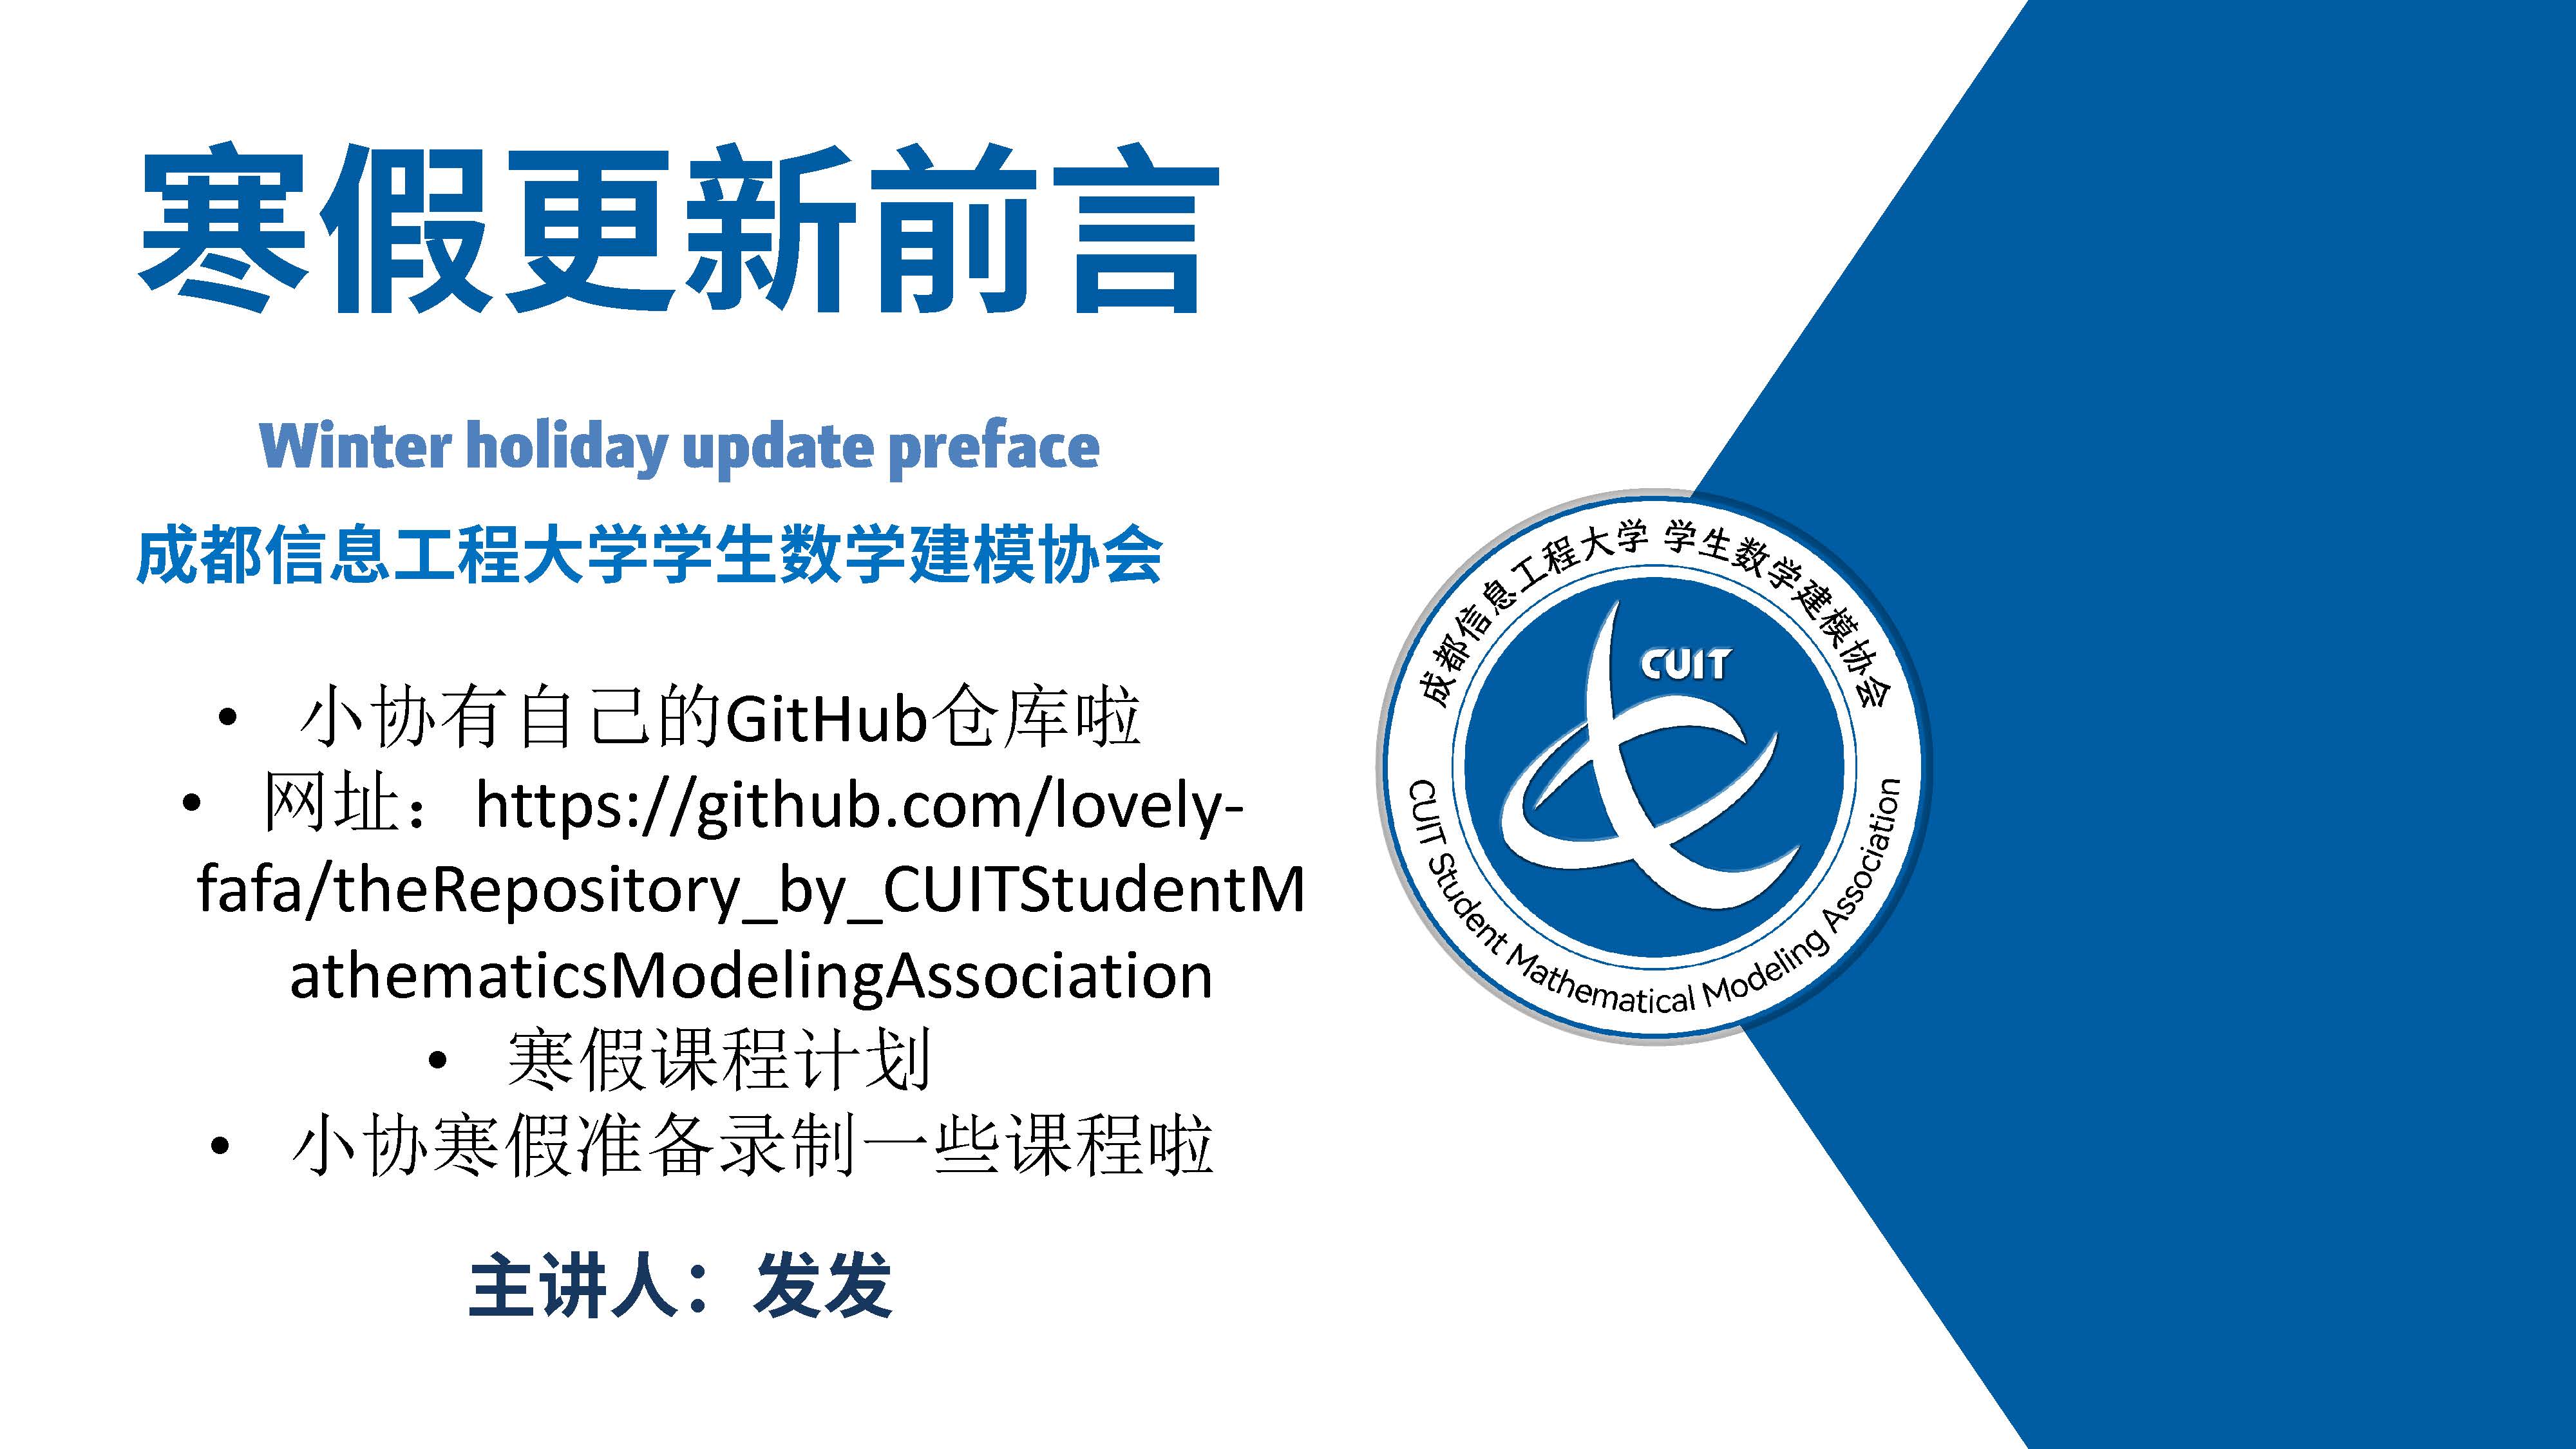 寒假更新前言
Winter holiday update preface
成都信息工程大学学生数学建模协会
• 小协有自己的GitHub仓库啦
• 网址：https://github.com/lovely-
fafa/theRepository_by_CUITStudentM
athematicsModelingAssociation
• 寒假课程计划
• 小协寒假准备录制一些课程啦
主讲人：发发
成都信息工程大学 学生数学建模协会
CUIT
CUIT Student Mathematical Modeling Association